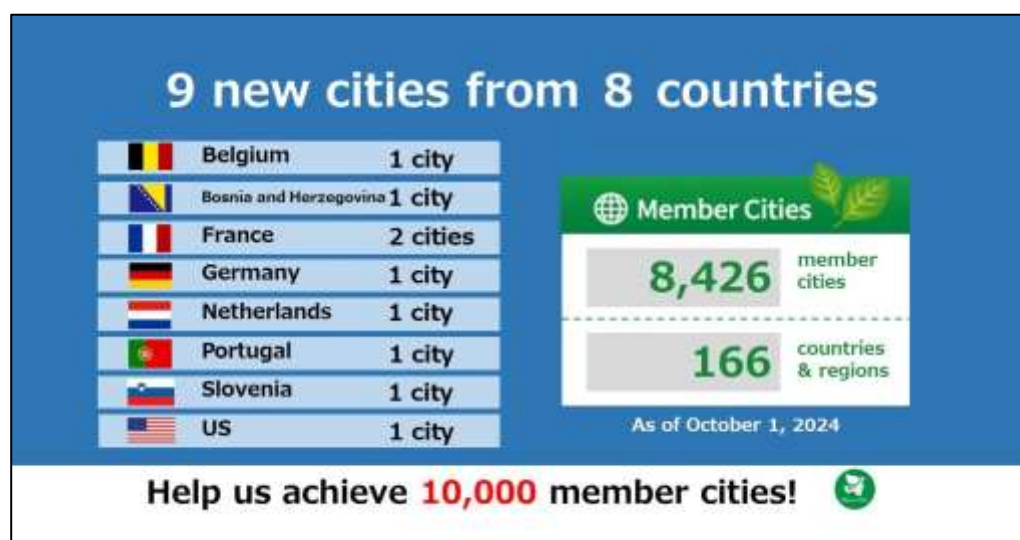 9 new cities from 8 countries
Belgium 1 city
Bosnia and Herzegovina 1 city
France 2 cities
Germany 1 city
Netherlands 1 city
Portugal 1 city
Slovenia 1 city
US 1 city
Member Cities
8,426 member cities
166 countries & regions
As of October 1, 2024
Help us achieve 10,000 member cities!